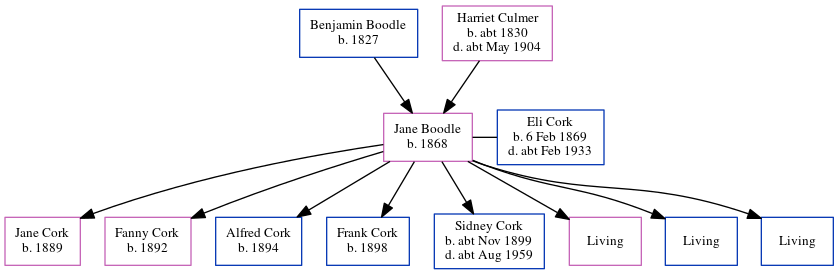 Benjamin Boodle
b. 1827
Harriet Culmer
b. abt 1830
d. abt May 1904
Jane Boodle
b. 1868
Eli Cork
b. 6 Feb 1869
d. abt Feb 1933
Jane Cork
b. 1889
Fanny Cork
b. 1892
Alfred Cork
b. 1894
Frank Cork
b. 1898
Sidney Cork
b. abt Nov 1899
d. abt Aug 1959
Living
Living
Living